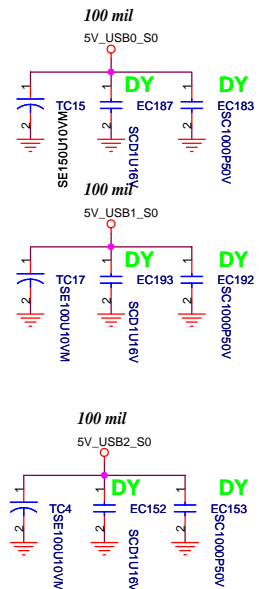 100 mil
5V_USB0_S0
DY
DY
1
1
1
TC15
EC187
EC183
2
2
2
SE150U10VM
SCD1U16V
SC1000P50V
100 mil
5V_USB1_S0
DY
DY
1
1
1
TC17
EC193
EC192
2
2
2
SE100U10VM
SCD1U16V
SC1000P50V
100 mil
5V_USB2_S0
DY
DY
1
1
1
TC4
EC152
EC153
2
2
2
SE100U10VM
SCD1U16V
SC1000P50V